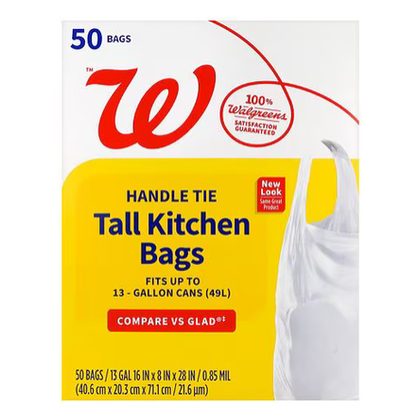 50 BAGS
™
W
100%
Walgreens
SATISFACTION
GUARANTEED
HANDLE TIE
New
Look
Same Great
Product
Tall Kitchen
Bags
FITS UP TO
13 - GALLON CANS (49L)
COMPARE VS GLAD®‡
50 BAGS / 13 GAL 16 IN x 8 IN x 28 IN / 0.85 MIL
(40.6 cm x 20.3 cm x 71.1 cm / 21.6 µm)